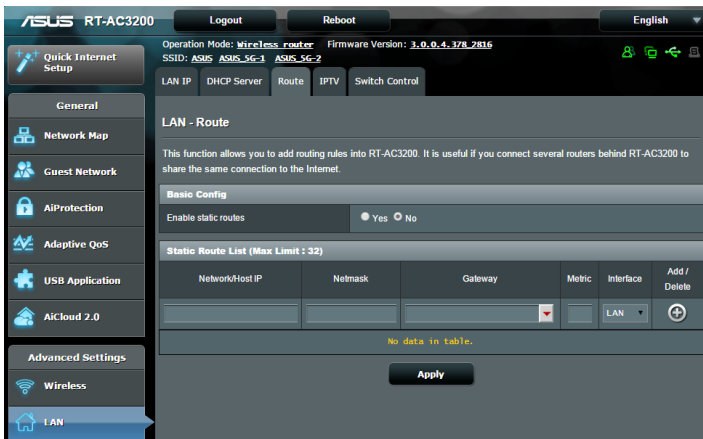 ASUS RT-AC3200
Logout
Reboot
English
Quick Internet
Setup
Operation Mode: Wireless router Firmware Version: 3.0.0.4.378_2816
SSID: ASUS ASUS_5G-1 ASUS_5G-2
LAN IP DHCP Server Route IPTV Switch Control
General
Network Map
Guest Network
AiProtection
Adaptive QoS
USB Application
AiCloud 2.0
Advanced Settings
Wireless
LAN
LAN - Route
This function allows you to add routing rules into RT-AC3200. It is useful if you connect several routers behind RT-AC3200 to
share the same connection to the Internet.
Basic Config
Enable static routes Yes No
Static Route List (Max Limit : 32)
Network/Host IP Netmask Gateway Metric Interface Add /
Delete
LAN
No data in table.
Apply